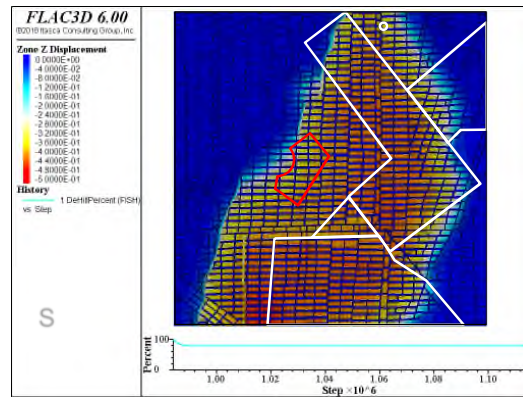 FLAC3D 6.00
©2018 Itasca Consulting Group, Inc
Zone Z Displacement
0.0000E+00
-4.0000E-02
-8.0000E-02
-1.2000E-01
-1.6000E-01
-2.0000E-01
-2.4000E-01
-2.8000E-01
-3.2000E-01
-3.6000E-01
-4.0000E-01
-4.4000E-01
-4.8000E-01
-5.0000E-01
History
1 DeHillPercent (FISH)
vs. Step
S
Percent
100
0
1.00 1.02 1.04 1.06 1.08 1.10
Step ×10^6